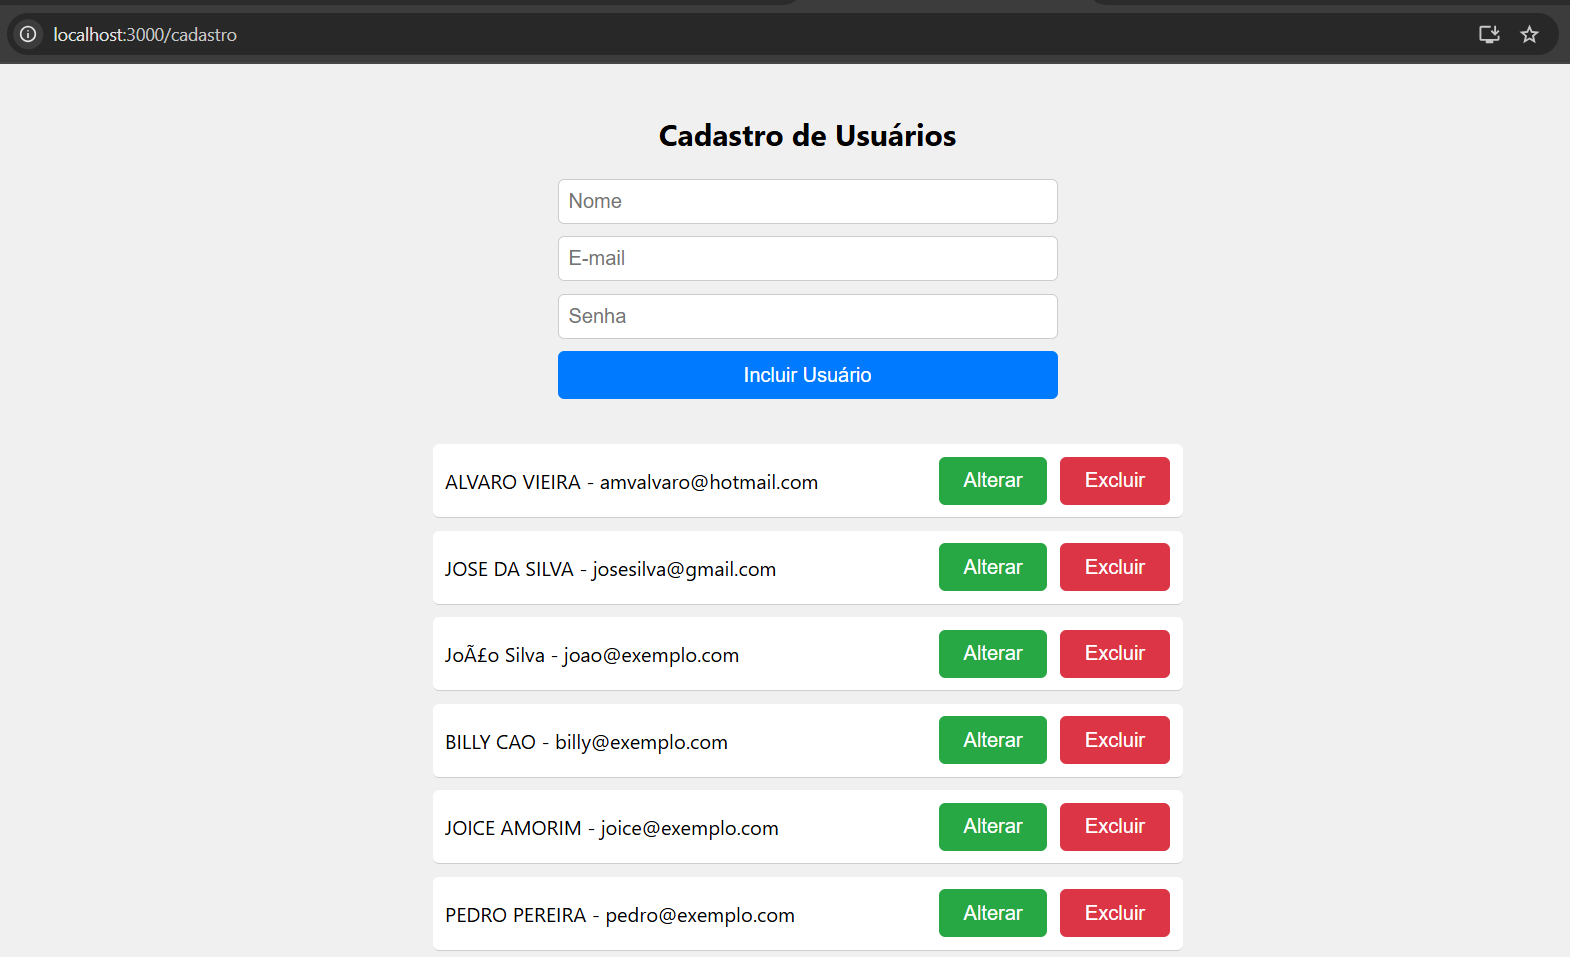 localhost:3000/cadastro
Cadastro de Usuários
Nome
E-mail
Senha
Incluir Usuário
ALVARO VIEIRA - amvalvaro@hotmail.com Alterar Excluir
JOSE DA SILVA - josesilva@gmail.com Alterar Excluir
JoÃ£o Silva - joao@exemplo.com Alterar Excluir
BILLY CAO - billy@exemplo.com Alterar Excluir
JOICE AMORIM - joice@exemplo.com Alterar Excluir
PEDRO PEREIRA - pedro@exemplo.com Alterar Excluir